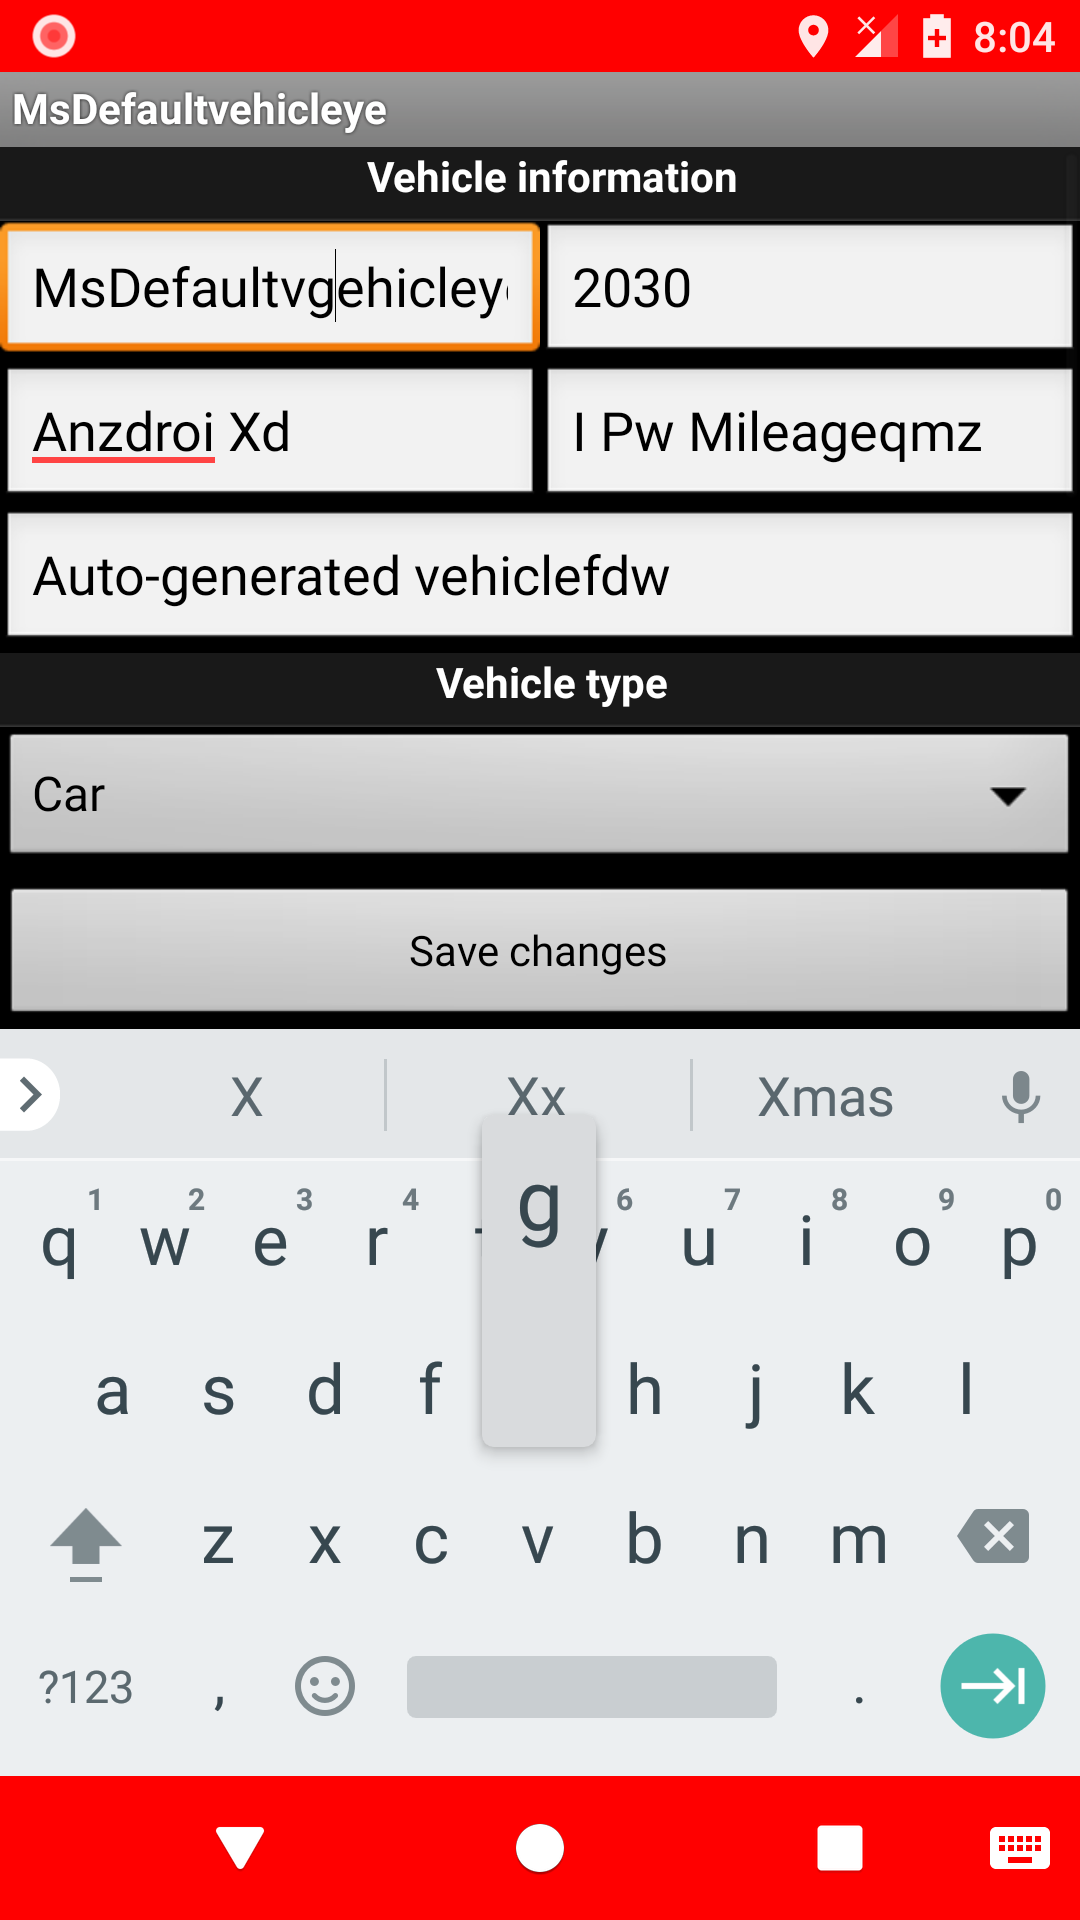 8:04
MsDefaultvehicleye
Vehicle information
MsDefaultvgehicley
2030
Anzdroi Xd
I Pw Mileageqmz
Auto-generated vehiclefdw
Vehicle type
Car
Save changes
X Xx Xmas
1 2 3 4 6 7 8 9 0
q w e r g u i o p
a s d f h j k l
z x c v b n m
?123 , .